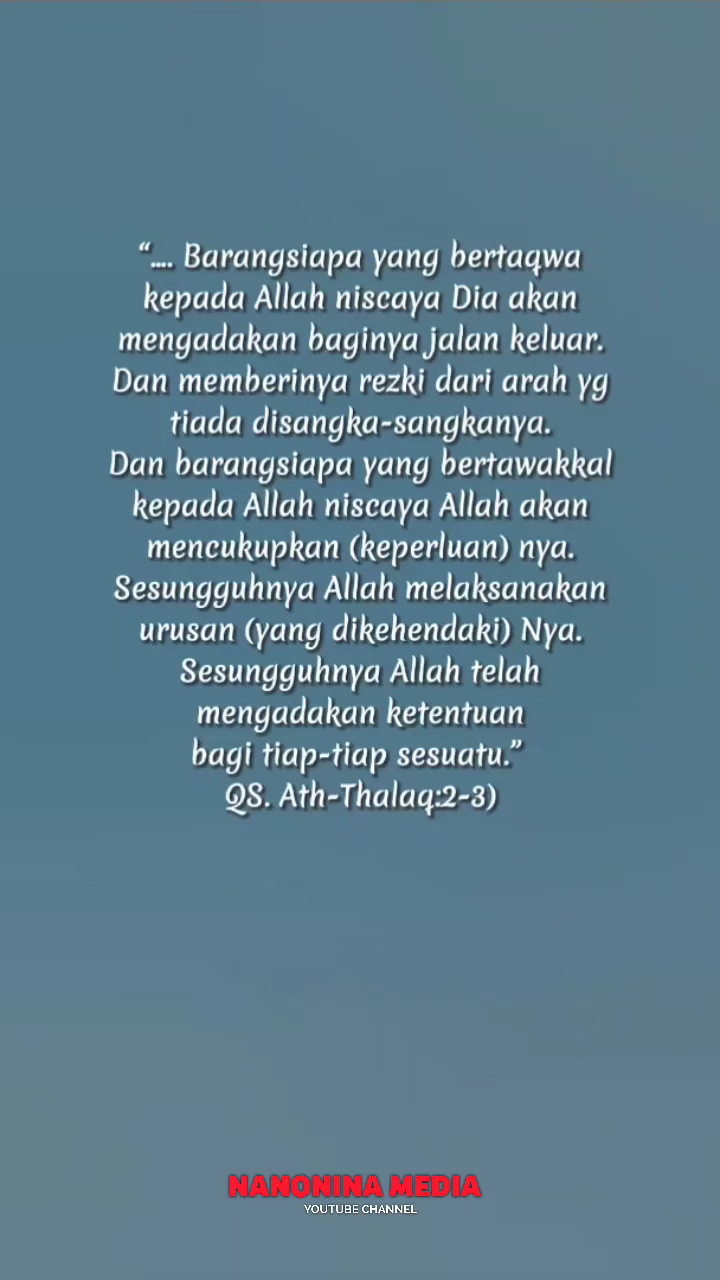 “.... Barangsiapa yang bertaqwa
kepada Allah niscaya Dia akan
mengadakan baginya jalan keluar.
Dan memberinya rezki dari arah yg
tiada disangka-sangkanya.
Dan barangsiapa yang bertawakkal
kepada Allah niscaya Allah akan
mencukupkan (keperluan) nya.
Sesungguhnya Allah melaksanakan
urusan (yang dikehendaki) Nya.
Sesungguhnya Allah telah
mengadakan ketentuan
bagi tiap-tiap sesuatu.”
QS. Ath-Thalaq:2-3)
NANONINA MEDIA
YOUTUBE CHANNEL